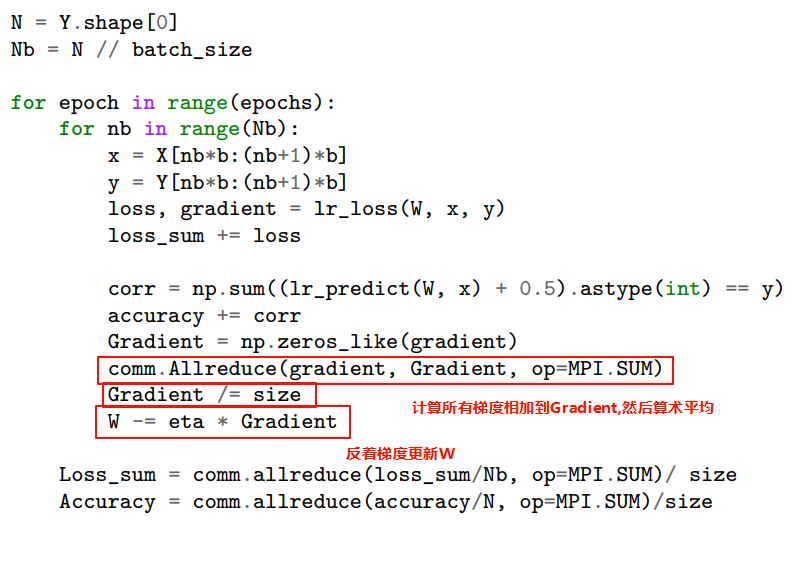 N = Y.shape[0]
Nb = N // batch_size
for epoch in range(epochs):
    for nb in range(Nb):
        x = X[nb*b:(nb+1)*b]
        y = Y[nb*b:(nb+1)*b]
        loss, gradient = lr_loss(W, x, y)
        loss_sum += loss
        corr = np.sum((lr_predict(W, x) + 0.5).astype(int) == y)
        accuracy += corr
        Gradient = np.zeros_like(gradient)
        comm.Allreduce(gradient, Gradient, op=MPI.SUM)
        Gradient /= size
计算所有梯度相加到Gradient,然后算术平均
        W -= eta * Gradient
反着梯度更新W
    Loss_sum = comm.allreduce(loss_sum/Nb, op=MPI.SUM)/ size
    Accuracy = comm.allreduce(accuracy/N, op=MPI.SUM)/size